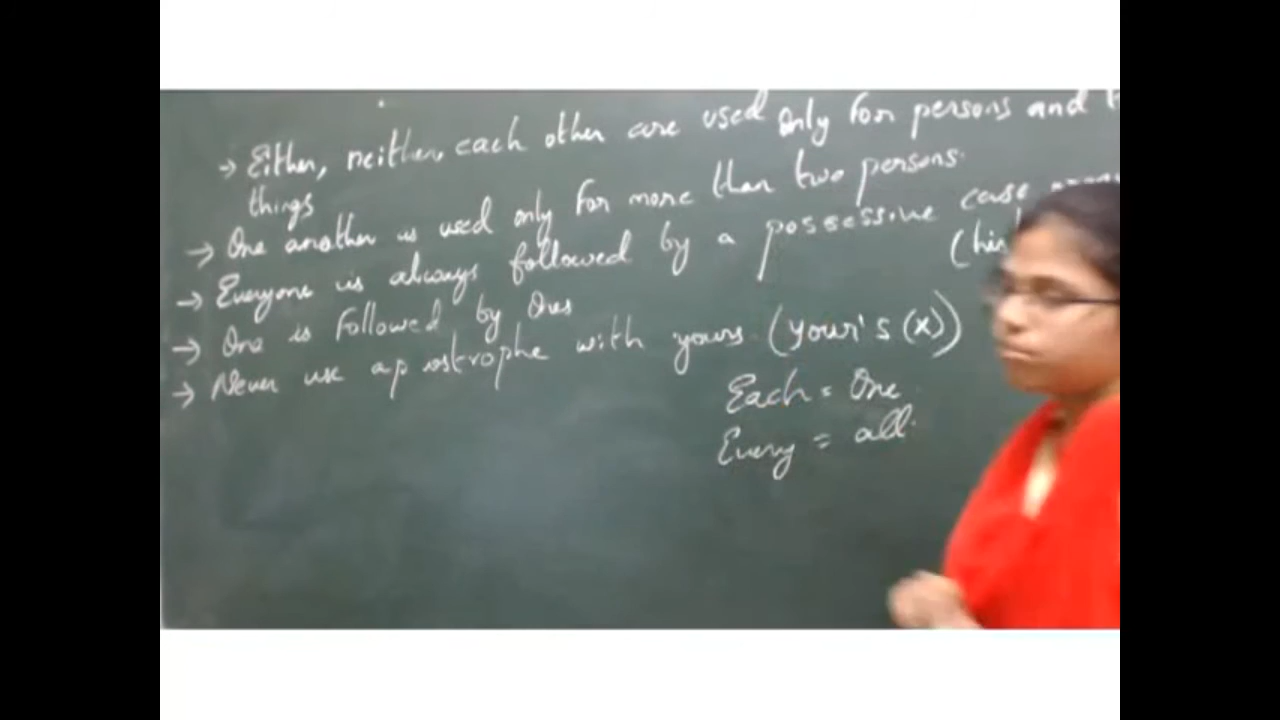 → Either, neither, each other are used only for persons and
things
→ One another is used only for more than two persons.
→ Everyone is always followed by a possessive case
(his
→ One is followed by Ones
→ Never use apostrophe with yours. (your's (x))
Each = One
Every = all.